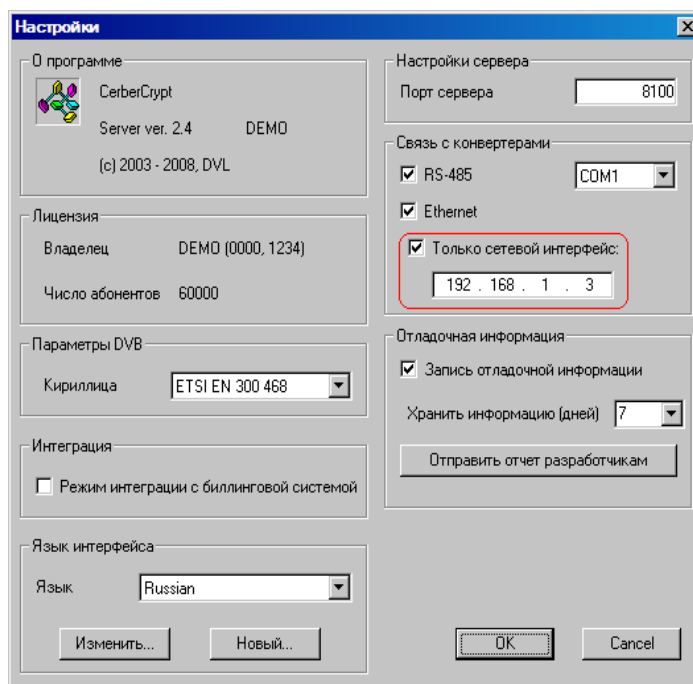 Настройки
О программе
CerberCrypt
Server ver. 2.4 DEMO
(c) 2003 - 2008, DVL
Лицензия
Владелец DEMO (0000, 1234)
Число абонентов 60000
Параметры DVB
Кириллица ETSI EN 300 468
Интеграция
Режим интеграции с биллинговой системой
Язык интерфейса
Язык Russian
Изменить... Новый...
Настройки сервера
Порт сервера 8100
Связь с конвертерами
RS-485 COM1
Ethernet
Только сетевой интерфейс:
192 . 168 . 1 . 3
Отладочная информация
Запись отладочной информации
Хранить информацию (дней) 7
Отправить отчет разработчикам
OK Cancel